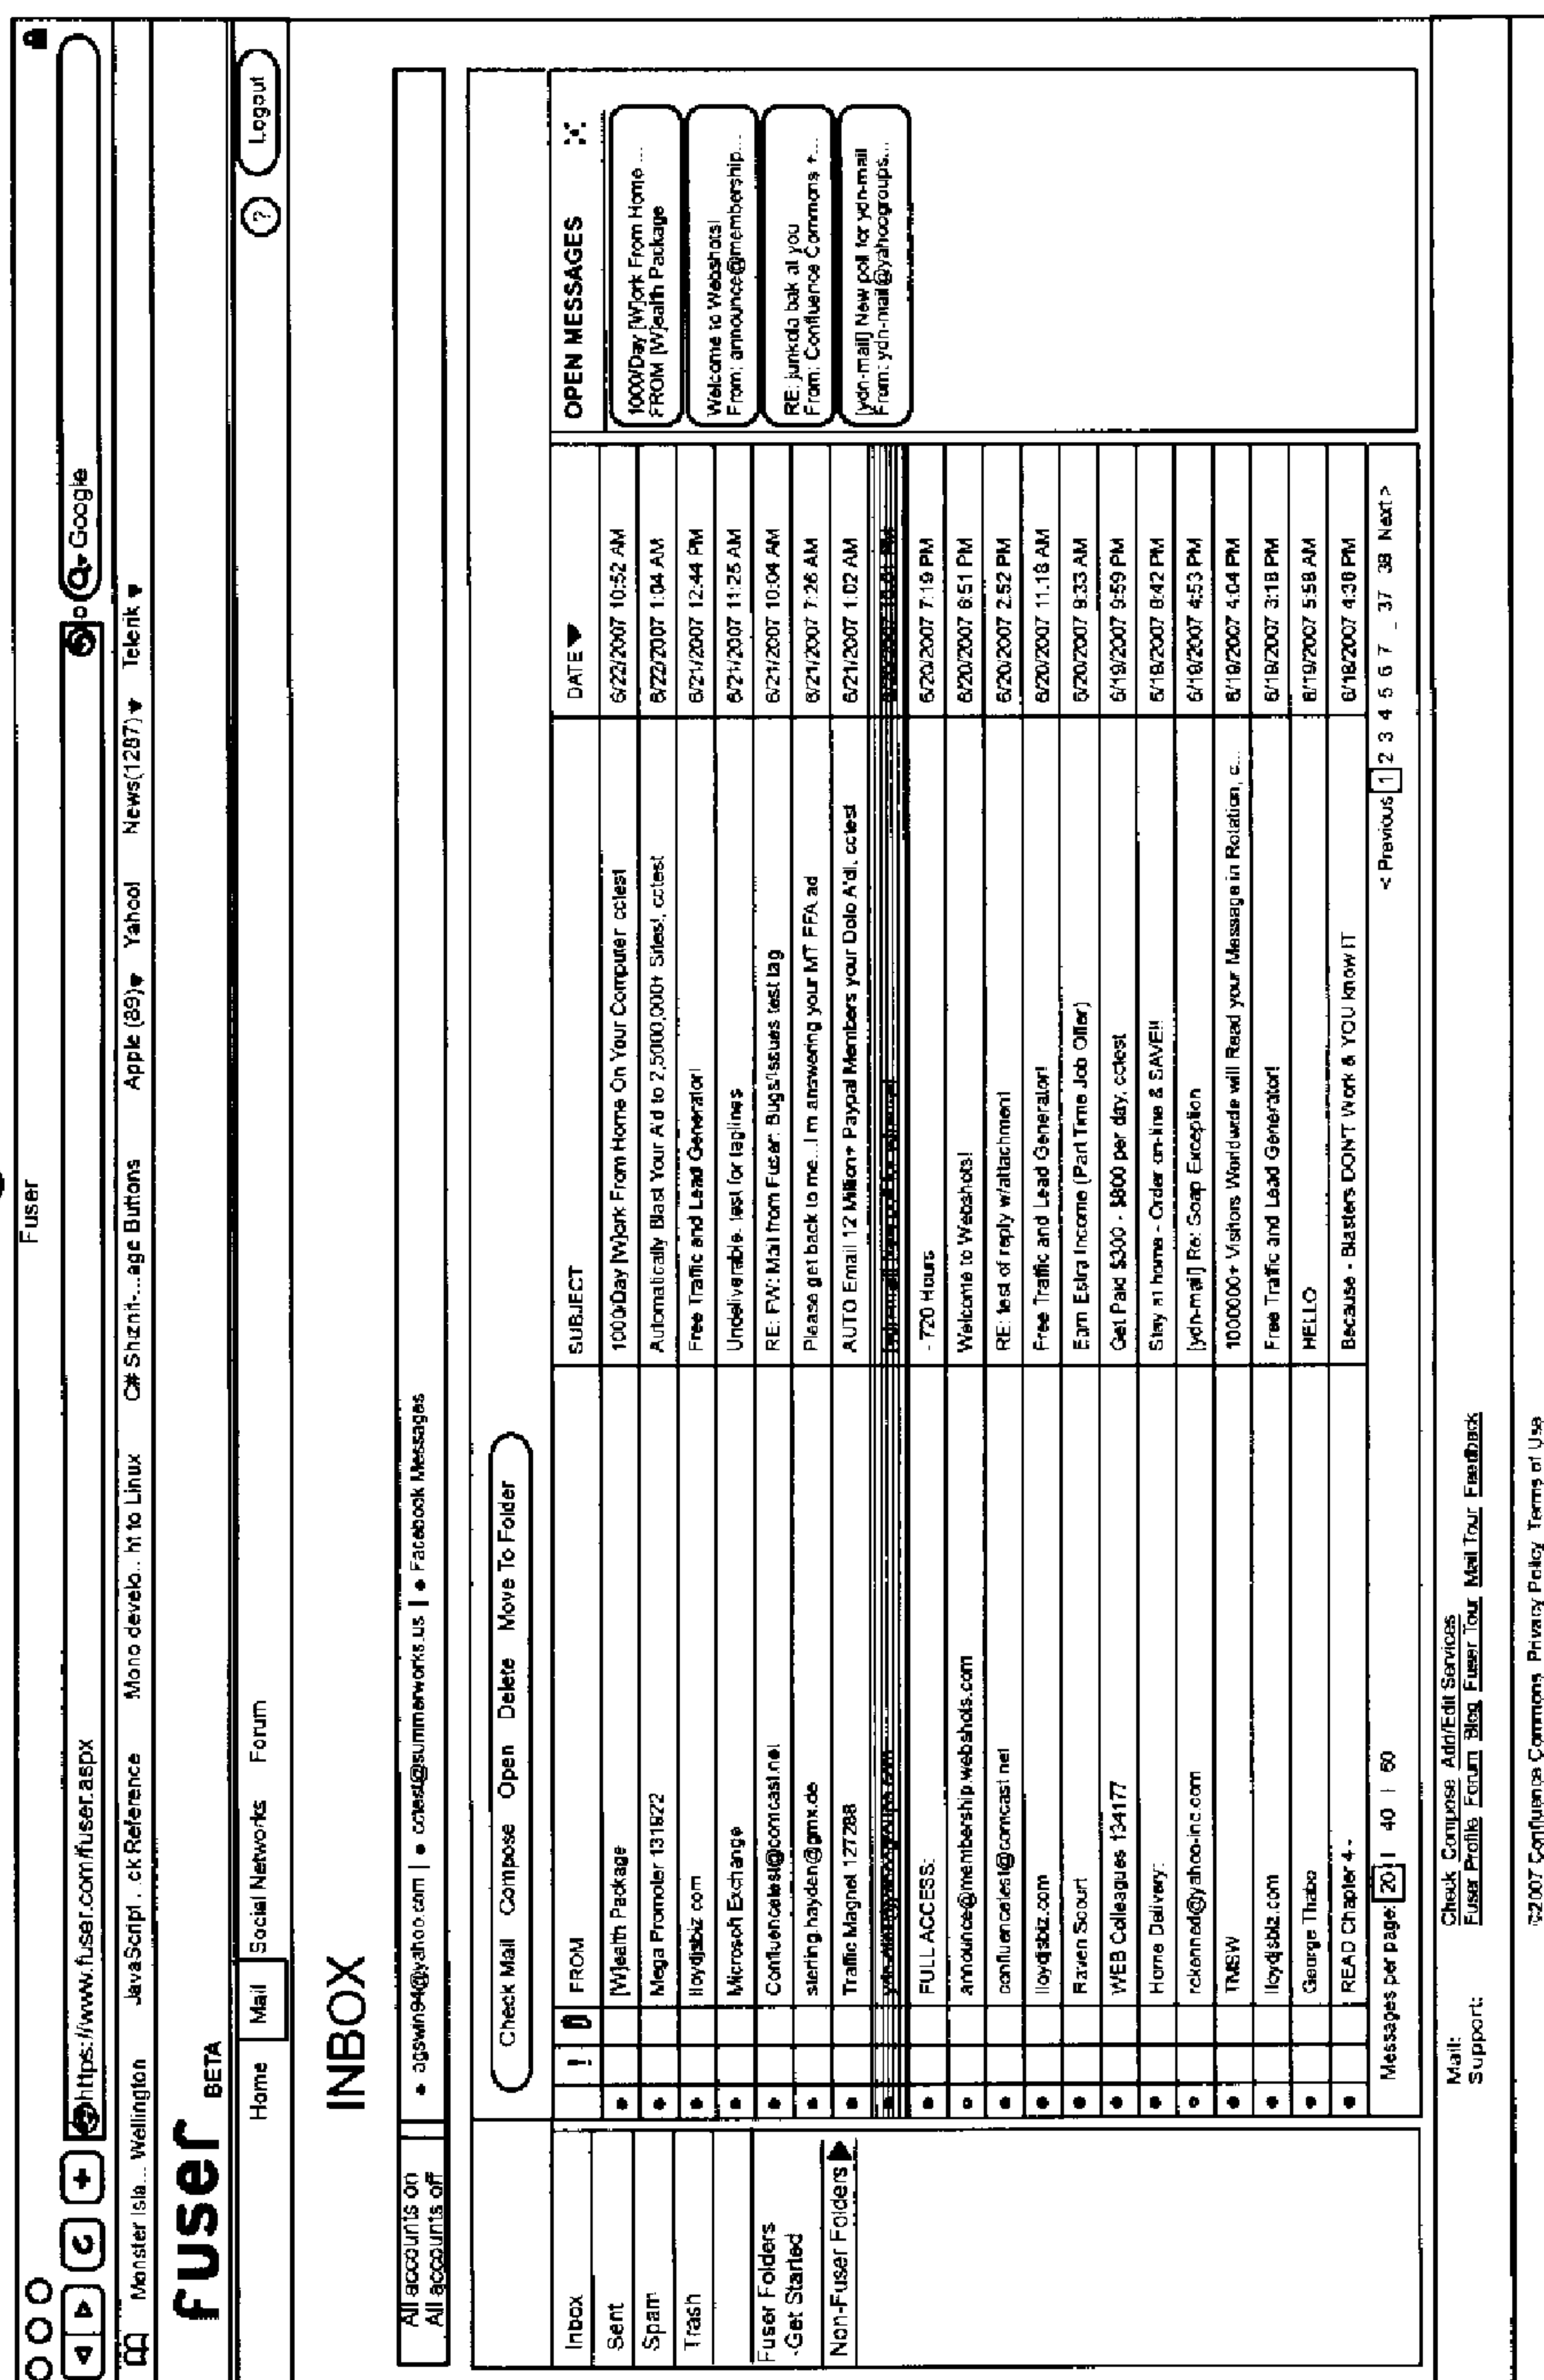 Fuser
https://www.fuser.com/fuser.aspx Google
Monster Isla... Wellington JavaScript . .ck Reference Mono develo.. ht to Linux C# Shiznit-...age Buttons Apple (89) Yahoo! News(1287) Telerik
fuser BETA
Home Mail Social Networks Forum ? Logout
INBOX
All accounts on
All accounts off
agswin94@yahoo.com | cctest@summerworks.us | Facebook Messages
Check Mail Compose Open Delete Move To Folder
Inbox
Sent
Spam
Trash
Fuser Folders
-Get Started
Non-Fuser Folders
! FROM SUBJECT DATE
[W]ealth Package 1000/Day [W]ork From Home On Your Computer cctest 6/22/2007 10:52 AM
Mega Promoter 131922 Automatically Blast Your A'd to 2,5000,000+ Sites!, cctest 6/22/2007 1:04 AM
lloydjsbiz.com Free Traffic and Lead Generator! 6/21/2007 12:44 PM
Microsoft Exchange Undeliverable. test for taglines 6/21/2007 11:25 AM
Confluencetest@comcast.net RE: FW: Mail from Fuser: Bugs/Issues test tag 6/21/2007 10:04 AM
stering.hayden@gmx.de Please get back to me...I m answering your MT FFA ad 6/21/2007 7:26 AM
Traffic Magnet 127288 AUTO Email 12 Million+ Paypal Members your Dolo A'd!, cctest 6/21/2007 1:02 AM
FULL ACCESS: - 720 Hours 6/20/2007 7:19 PM
announce@membership.webshots.com Welcome to Webshots! 6/20/2007 6:51 PM
confluencetest@comcast net RE: test of reply w/attachment 6/20/2007 2:52 PM
lloydjsbiz.com Free Traffic and Lead Generator! 6/20/2007 11.18 AM
Raven Scourt Earn Extra Income (Part Time Job Offer) 6/20/2007 9:33 AM
WEB Colleagues 134177 Get Paid $300 - $800 per day, cctest 6/19/2007 9:59 PM
Home Delivery: Stay at home - Order on-line & SAVE!! 6/19/2007 8:42 PM
rckenned@yahoo-inc.com [ydn-mail] Re: Soap Exception 6/19/2007 4:53 PM
TMSW 1000000+ Visitors Worldwide will Read your Message in Rotation, c... 6/19/2007 4:04 PM
lloydjsbiz.com Free Traffic and Lead Generator! 6/19/2007 3:18 PM
George Thabo HELLO 6/19/2007 5:58 AM
READ Chapter 4 - Because - Blasters DON'T Work & YOU know IT 6/18/2007 4:38 PM
Messages per page: 20 | 40 | 60 < Previous 1 2 3 4 5 6 7 _ 37 38 Next >
OPEN MESSAGES
1000/Day [W]ork From Home ...
FROM [W]ealth Package
Welcome to Webshots!
From: announce@membership...
RE: junkola bak at you
From: Confluence Commons +...
[ydn-mail] New poll for ydn-mail
From: ydn-mail@yahoogroups...
Mail: Check Compose Add/Edit Services
Support: Fuser Profile Forum Blog Fuser Tour Mail Tour Feedback
©2007 Confluence Commons Privacy Policy Terms of Use